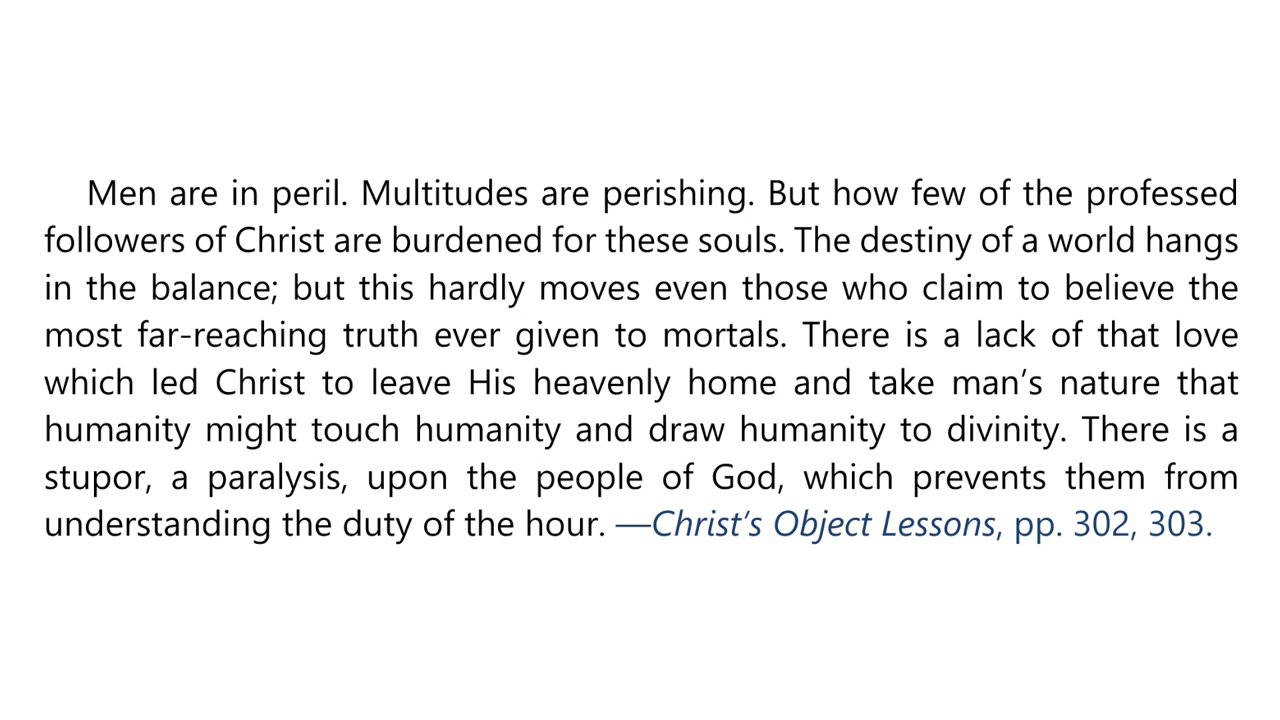 Men are in peril. Multitudes are perishing. But how few of the professed
followers of Christ are burdened for these souls. The destiny of a world hangs
in the balance; but this hardly moves even those who claim to believe the
most far-reaching truth ever given to mortals. There is a lack of that love
which led Christ to leave His heavenly home and take man’s nature that
humanity might touch humanity and draw humanity to divinity. There is a
stupor, a paralysis, upon the people of God, which prevents them from
understanding the duty of the hour. —Christ’s Object Lessons, pp. 302, 303.